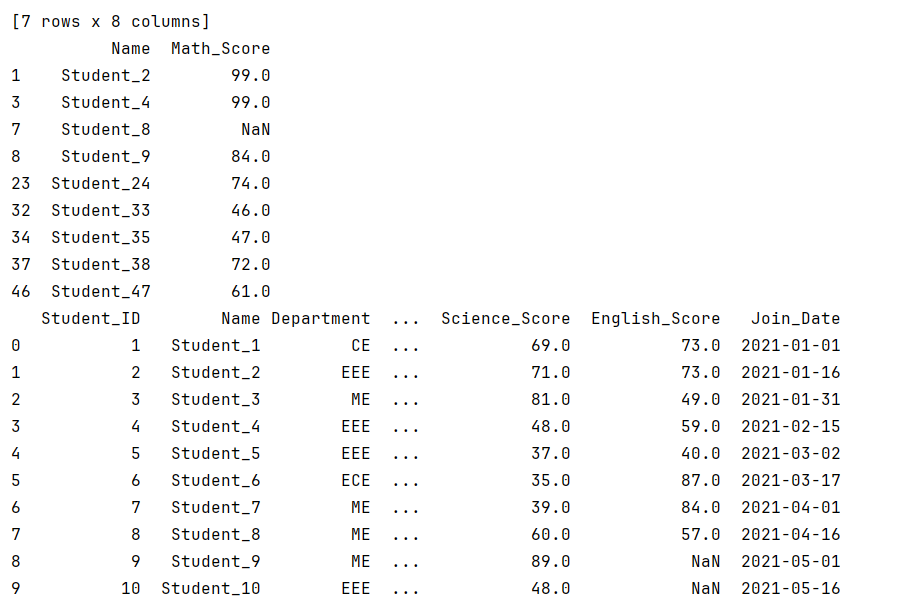 [7 rows x 8 columns]
Name Math_Score
1 Student_2 99.0
3 Student_4 99.0
7 Student_8 NaN
8 Student_9 84.0
23 Student_24 74.0
32 Student_33 46.0
34 Student_35 47.0
37 Student_38 72.0
46 Student_47 61.0
Student_ID Name Department ... Science_Score English_Score Join_Date
0 1 Student_1 CE ... 69.0 73.0 2021-01-01
1 2 Student_2 EEE ... 71.0 73.0 2021-01-16
2 3 Student_3 ME ... 81.0 49.0 2021-01-31
3 4 Student_4 EEE ... 48.0 59.0 2021-02-15
4 5 Student_5 EEE ... 37.0 40.0 2021-03-02
5 6 Student_6 ECE ... 35.0 87.0 2021-03-17
6 7 Student_7 ME ... 39.0 84.0 2021-04-01
7 8 Student_8 ME ... 60.0 57.0 2021-04-16
8 9 Student_9 ME ... 89.0 NaN 2021-05-01
9 10 Student_10 EEE ... 48.0 NaN 2021-05-16